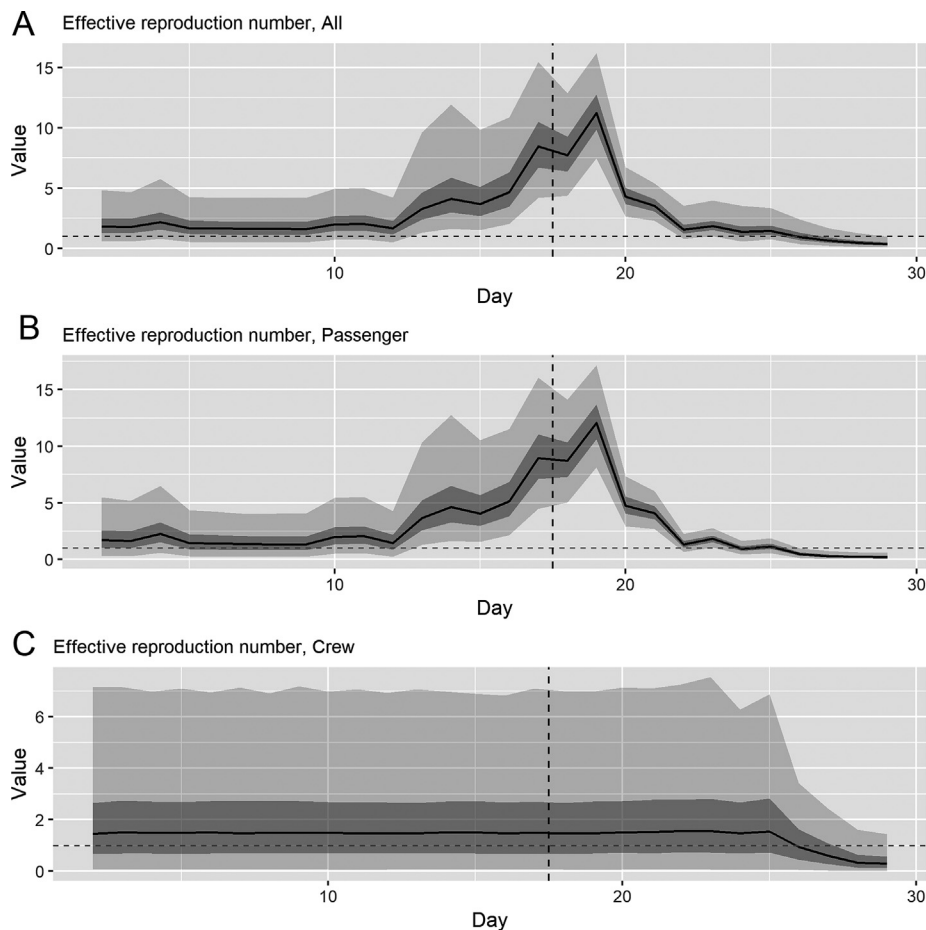 A
Effective reproduction number, All
15
10
5
0
Value
10 20 30
Day
B
Effective reproduction number, Passenger
15
10
5
0
Value
10 20 30
Day
C
Effective reproduction number, Crew
6
4
2
0
Value
10 20 30
Day